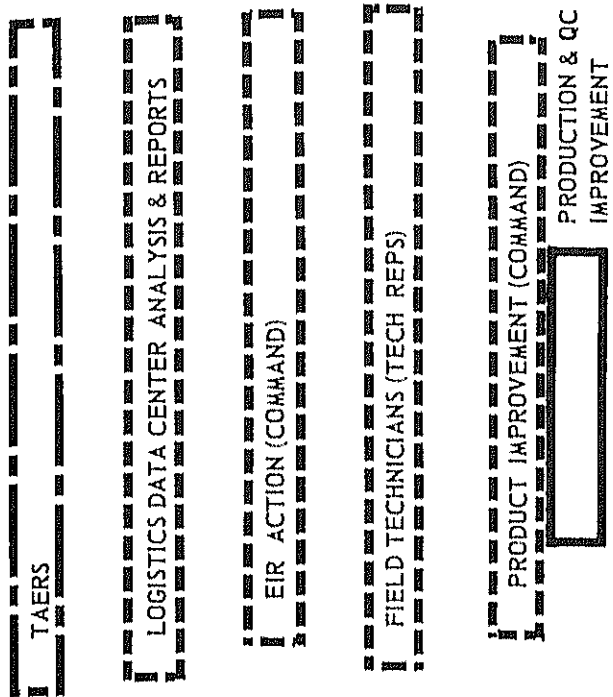 TAERS
LOGISTICS DATA CENTER ANALYSIS & REPORTS
EIR ACTION (COMMAND)
FIELD TECHNICIANS (TECH REPS)
PRODUCT IMPROVEMENT (COMMAND)
PRODUCTION & QC
IMPROVEMENT